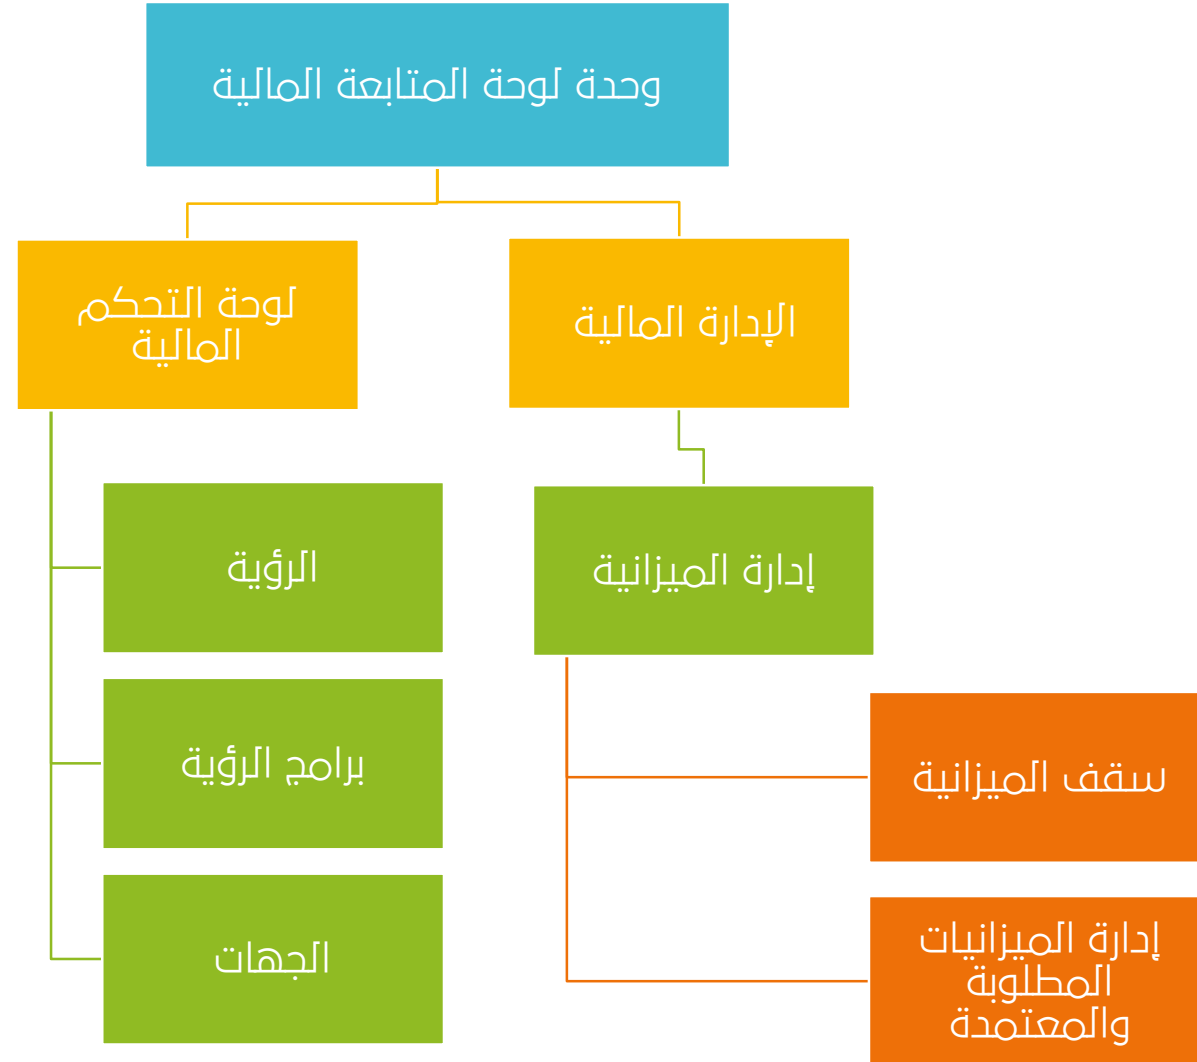 وحدة لوحة المتابعة المالية
الإدارة المالية
لوحة التحكم
المالية
إدارة الميزانية
سقف الميزانية
إدارة الميزانيات
المطلوبة
والمعتمدة
الرؤية
برامج الرؤية
الجهات